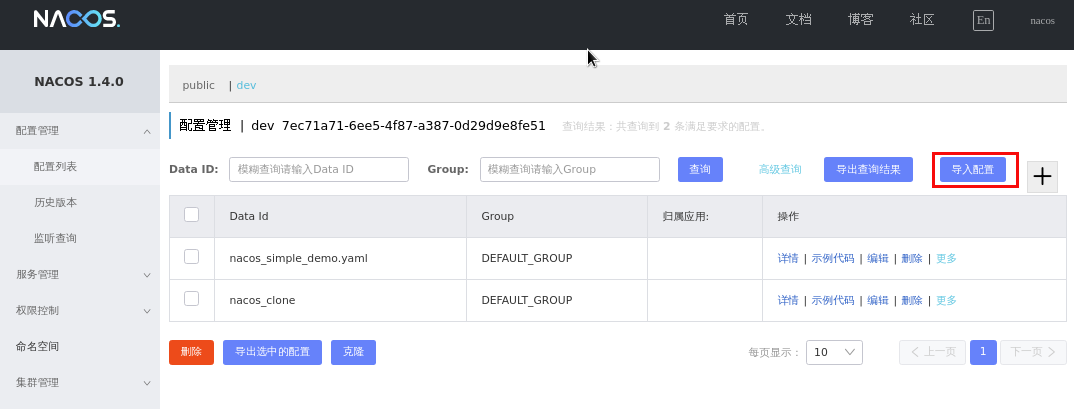 NACOS. 首页 文档 博客 社区 En nacos
NACOS 1.4.0
public | dev
配置管理 | dev 7ec71a71-6ee5-4f87-a387-0d29d9e8fe51 查询结果：共查询到 2 条满足要求的配置。
配置管理
配置列表
历史版本
监听查询
服务管理
权限控制
命名空间
集群管理
Data ID: 模糊查询请输入Data ID Group: 模糊查询请输入Group 查询 高级查询 导出查询结果 导入配置 +
Data Id Group 归属应用: 操作
nacos_simple_demo.yaml DEFAULT_GROUP 详情 | 示例代码 | 编辑 | 删除 | 更多
nacos_clone DEFAULT_GROUP 详情 | 示例代码 | 编辑 | 删除 | 更多
删除 导出选中的配置 克隆 每页显示： 10 上一页 1 下一页